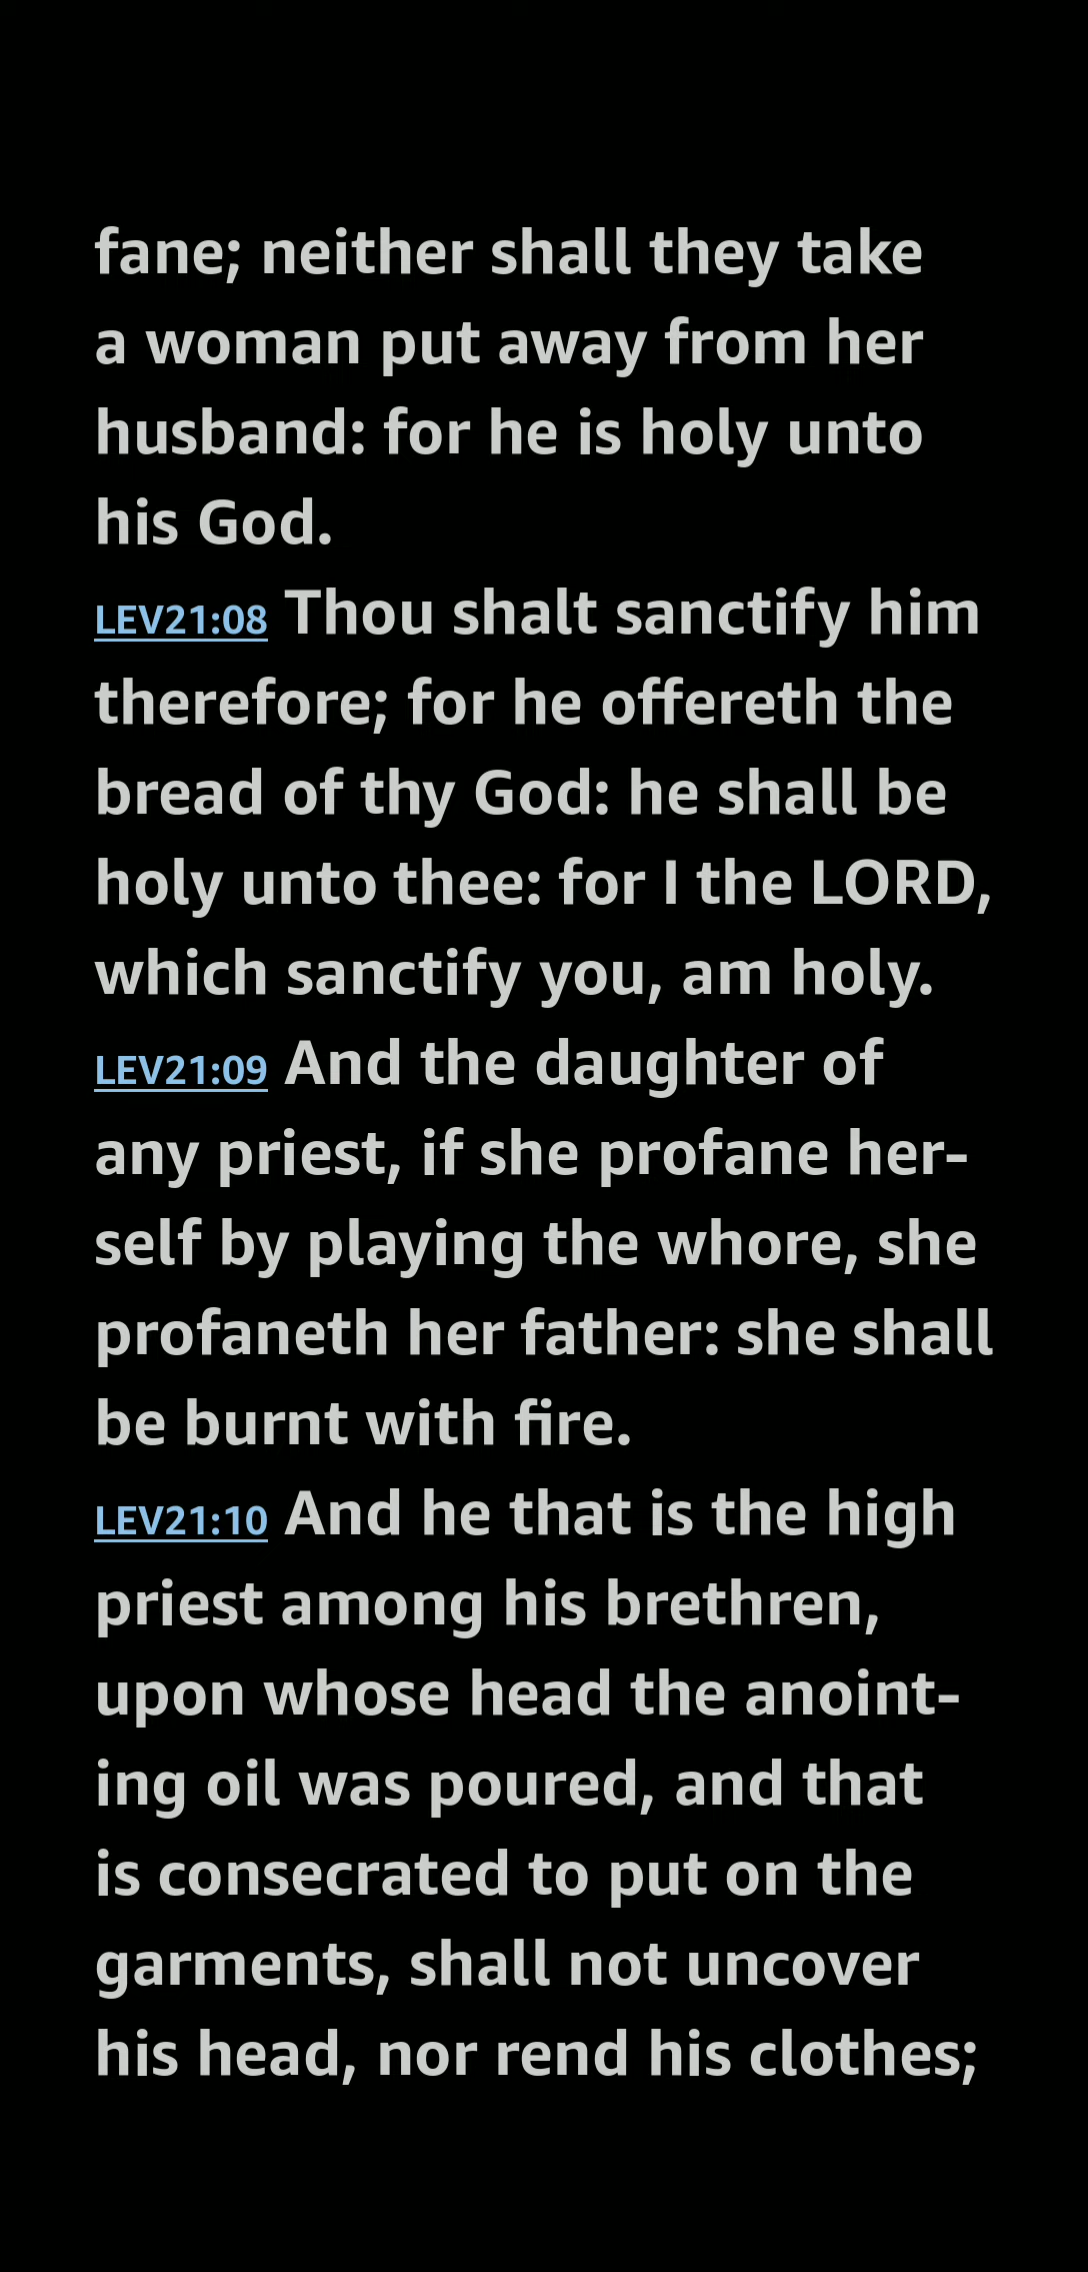 fane; neither shall they take
a woman put away from her
husband: for he is holy unto
his God.
LEV21:08 Thou shalt sanctify him
therefore; for he offereth the
bread of thy God: he shall be
holy unto thee: for I the LORD,
which sanctify you, am holy.
LEV21:09 And the daughter of
any priest, if she profane her-
self by playing the whore, she
profaneth her father: she shall
be burnt with fire.
LEV21:10 And he that is the high
priest among his brethren,
upon whose head the anoint-
ing oil was poured, and that
is consecrated to put on the
garments, shall not uncover
his head, nor rend his clothes;